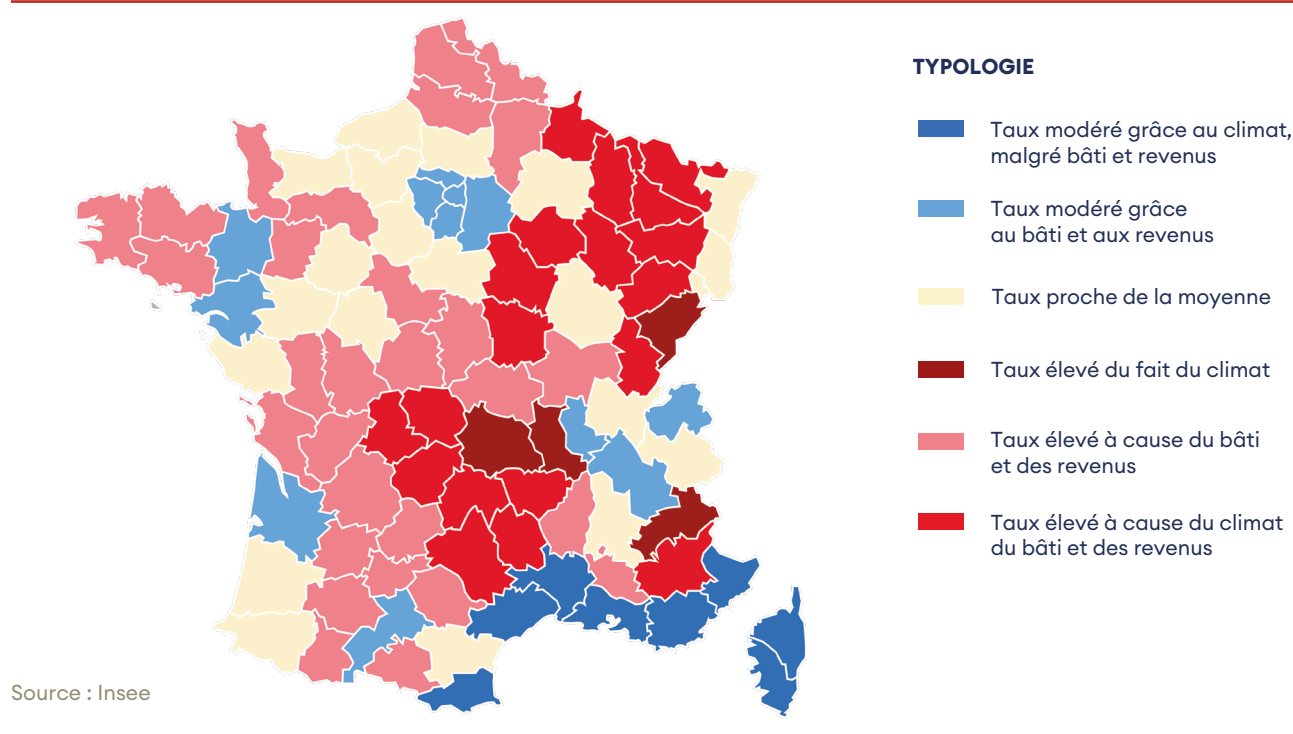 TYPOLOGIE
Taux modéré grâce au climat,
malgré bâti et revenus
Taux modéré grâce
au bâti et aux revenus
Taux proche de la moyenne
Taux élevé du fait du climat
Taux élevé à cause du bâti
et des revenus
Taux élevé à cause du climat
du bâti et des revenus
Source : Insee